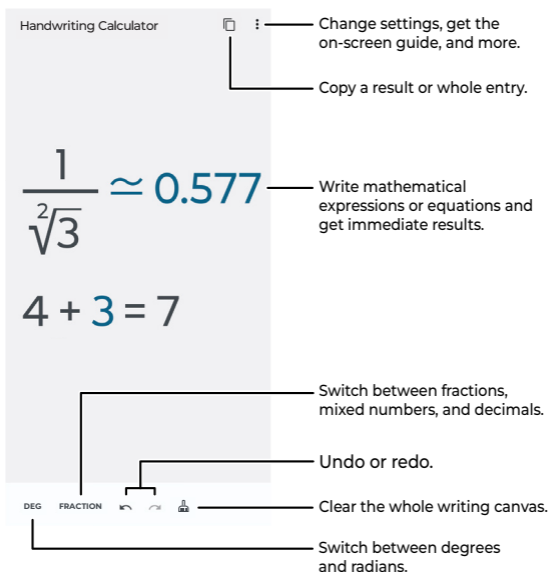 Handwriting Calculator
Change settings, get the
on-screen guide, and more.
Copy a result or whole entry.
1
2√3
≃ 0.577
Write mathematical
expressions or equations and
get immediate results.
4 + 3 = 7
Switch between fractions,
mixed numbers, and decimals.
Undo or redo.
DEG FRACTION
Clear the whole writing canvas.
Switch between degrees
and radians.